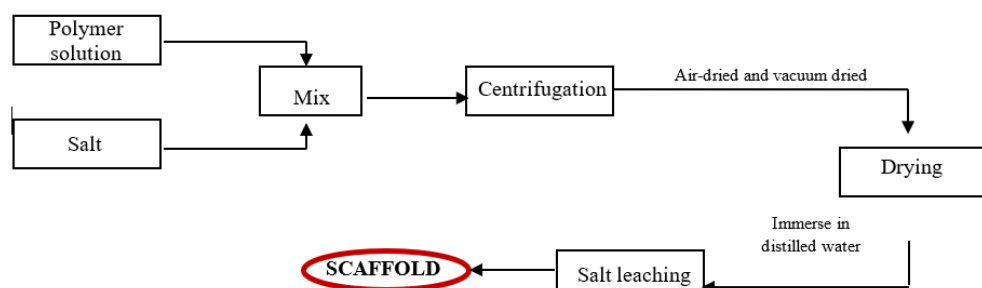 Polymer
solution
Salt
Mix
Centrifugation
Air-dried and vacuum dried
Drying
Immerse in
distilled water
Salt leaching
SCAFFOLD